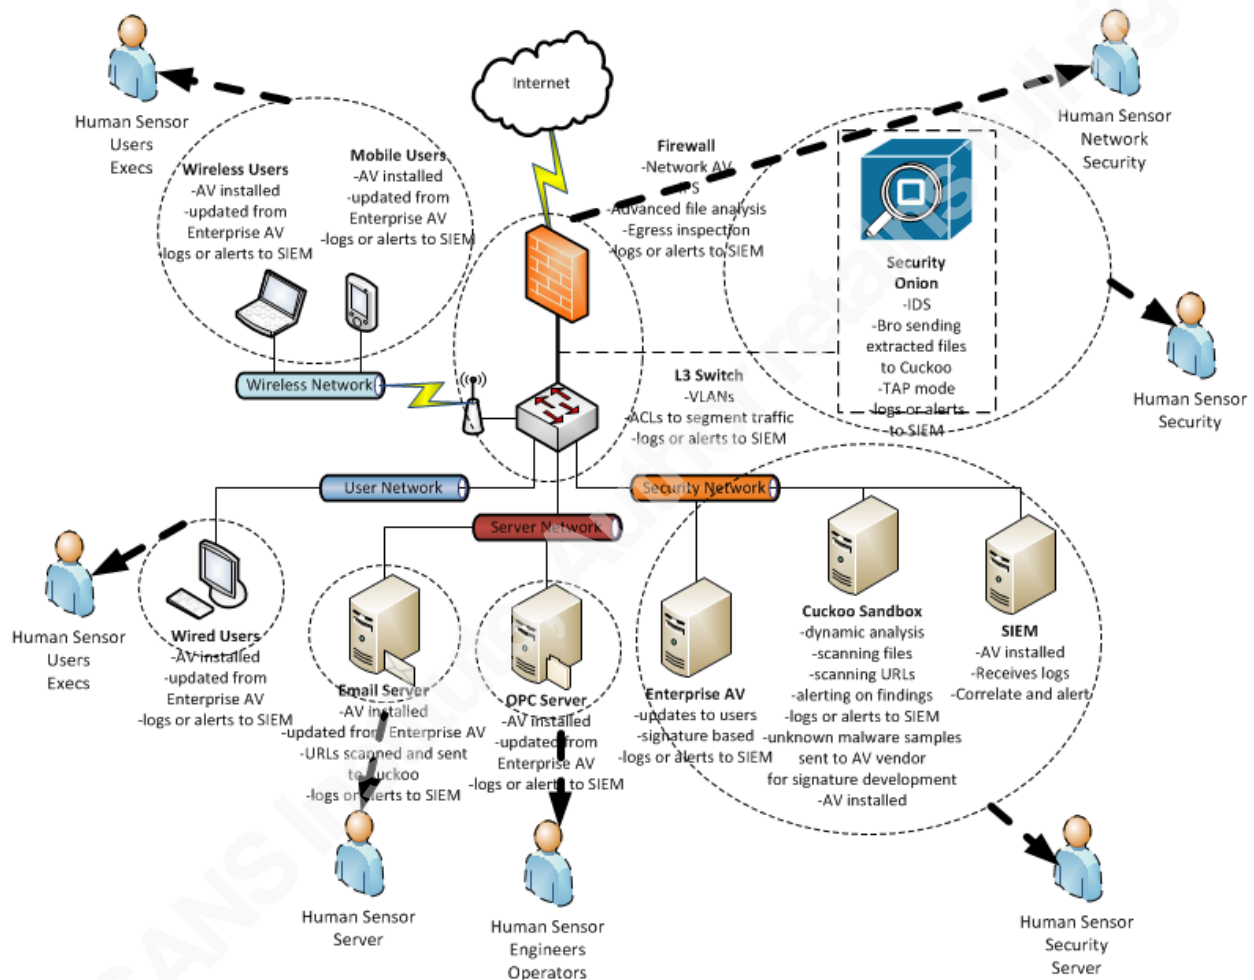 Internet
Human Sensor
Users
Execs
Wireless Users
-AV installed
-updated from
Enterprise AV
-logs or alerts to SIEM
Mobile Users
-AV installed
-updated from
Enterprise AV
-logs or alerts to SIEM
Firewall
-Network AV
-IPS
-Advanced file analysis
-Egress inspection
-logs or alerts to SIEM
Human Sensor
Network
Security
Security
Onion
-IDS
-Bro sending
extracted files
to Cuckoo
-TAP mode
-logs or alerts
to SIEM
Human Sensor
Security
Wireless Network
L3 Switch
-VLANs
-ACLs to segment traffic
-logs or alerts to SIEM
User Network
Server Network
Security Network
Human Sensor
Users
Execs
Wired Users
-AV installed
-updated from
Enterprise AV
-logs or alerts to SIEM
Email Server
-AV installed
-updated from Enterprise AV
-URLs scanned and sent
to Cuckoo
-logs or alerts to SIEM
OPC Server
-AV installed
-updated from
Enterprise AV
-logs or alerts to SIEM
Enterprise AV
-updates to users
-signature based
-logs or alerts to SIEM
Cuckoo Sandbox
-dynamic analysis
-scanning files
-scanning URLs
-alerting on findings
-logs or alerts to SIEM
-unknown malware samples
sent to AV vendor
for signature development
-AV installed
SIEM
-AV installed
-Receives logs
-Correlate and alert
Human Sensor
Server
Human Sensor
Engineers
Operators
Human Sensor
Security
Server
SANS In Author retains full rig